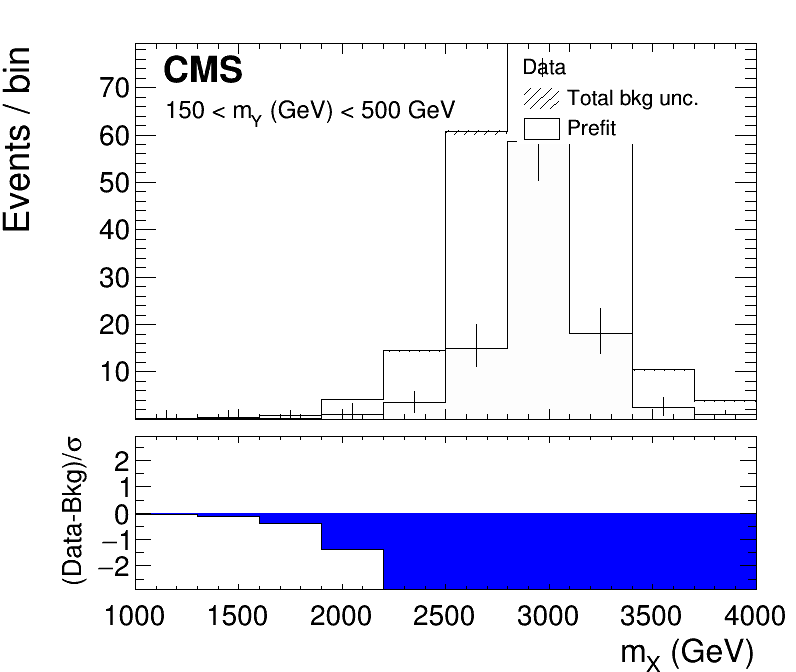 CMS
150 < mY (GeV) < 500 GeV
Data
Total bkg unc.
Prefit
Events / bin
70
60
50
40
30
20
10
(Data-Bkg)/σ
2
1
0
−1
−2
1000 1500 2000 2500 3000 3500 4000
mX (GeV)